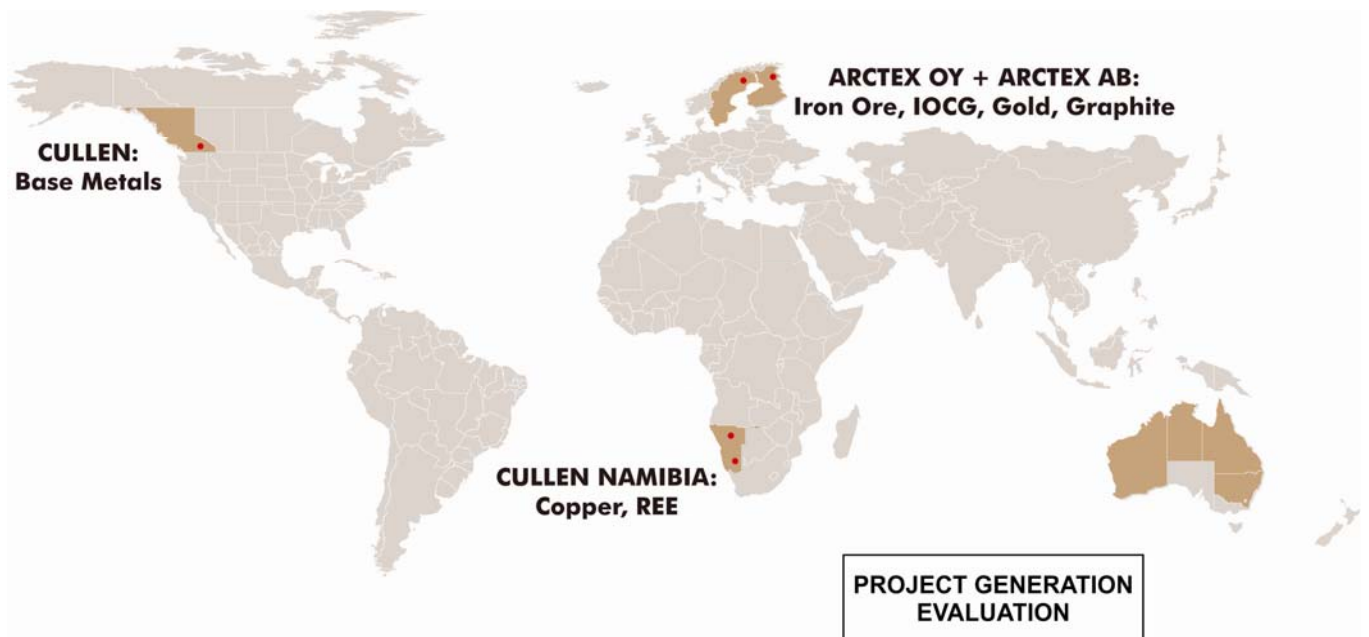 ARCTEX OY + ARCTEX AB:
Iron Ore, IOCG, Gold, Graphite
CULLEN:
Base Metals
CULLEN NAMIBIA:
Copper, REE
PROJECT GENERATION
EVALUATION